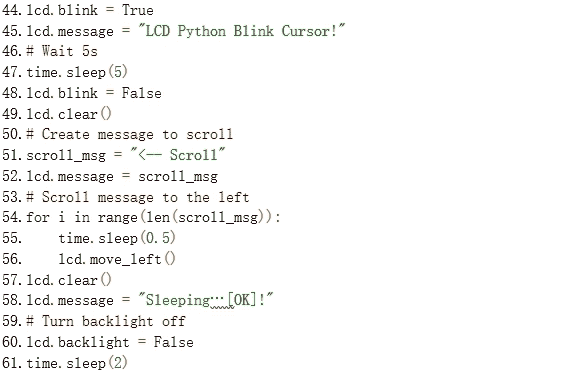 44. lcd.blink = True
45. lcd.message = "LCD Python Blink Cursor!"
46. # Wait 5s
47. time.sleep(5)
48. lcd.blink = False
49. lcd.clear()
50. # Create message to scroll
51. scroll_msg = "<-- Scroll"
52. lcd.message = scroll_msg
53. # Scroll message to the left
54. for i in range(len(scroll_msg)):
55.     time.sleep(0.5)
56.     lcd.move_left()
57. lcd.clear()
58. lcd.message = "Sleeping…[OK]!"
59. # Turn backlight off
60. lcd.backlight = False
61. time.sleep(2)